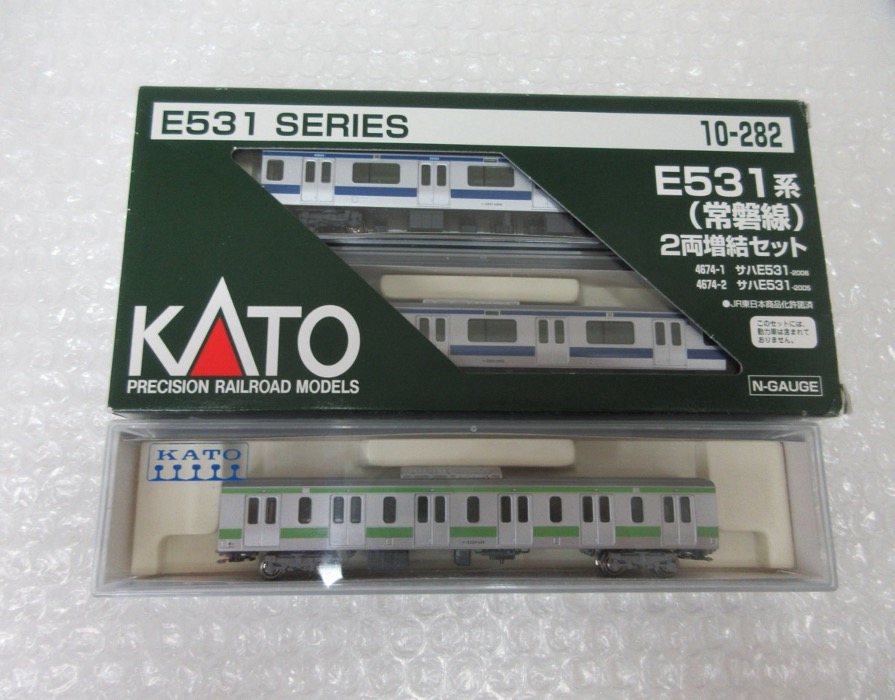 E531 SERIES
10-282
E531系
(常磐線)
2両増結セット
4674-1 サハE531-2006
4674-2 サハE531-2005
●JR東日本商品化許諾済
このセットには、
動力車は含まれて
おりません。
KATO
PRECISION RAILROAD MODELS
N-GAUGE
KATO